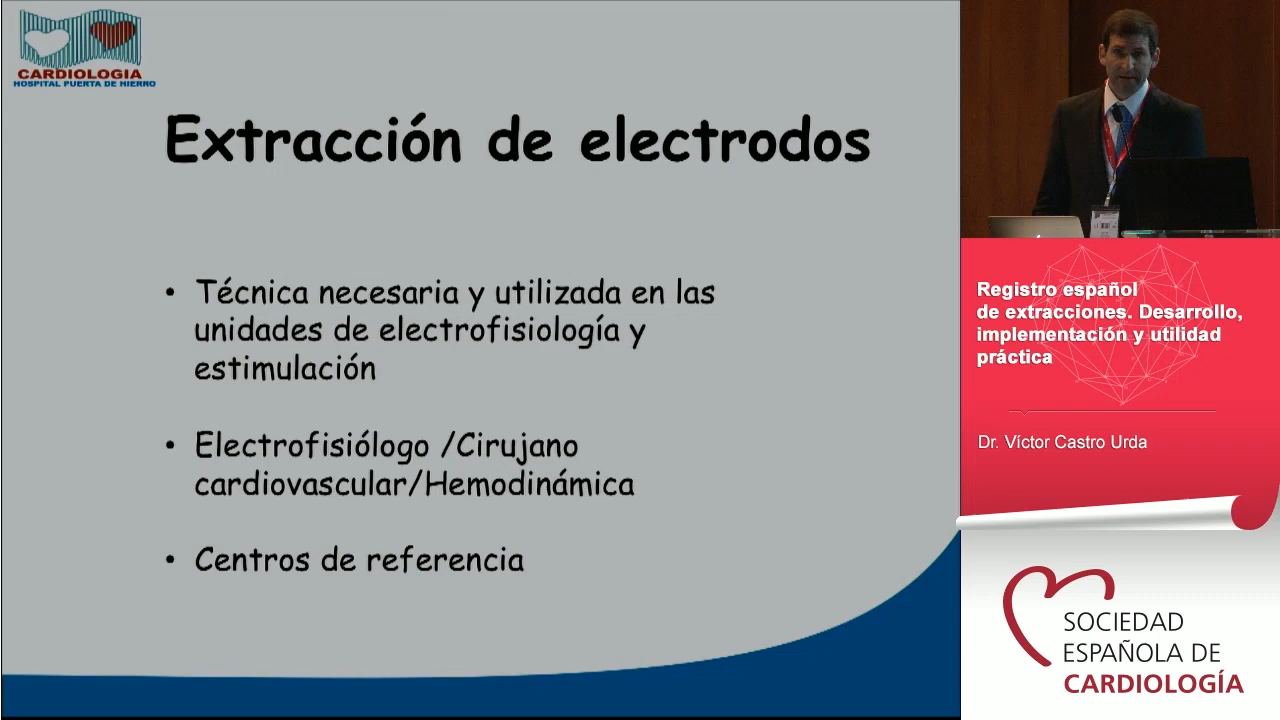 CARDIOLOGIA
HOSPITAL PUERTA DE HIERRO
Extracción de electrodos
• Técnica necesaria y utilizada en las
unidades de electrofisiología y
estimulación
• Electrofisiólogo /Cirujano
cardiovascular/Hemodinámica
• Centros de referencia
Registro español
de extracciones. Desarrollo,
implementación y utilidad
práctica
Dr. Víctor Castro Urda
SOCIEDAD
ESPAÑOLA DE
CARDIOLOGÍA